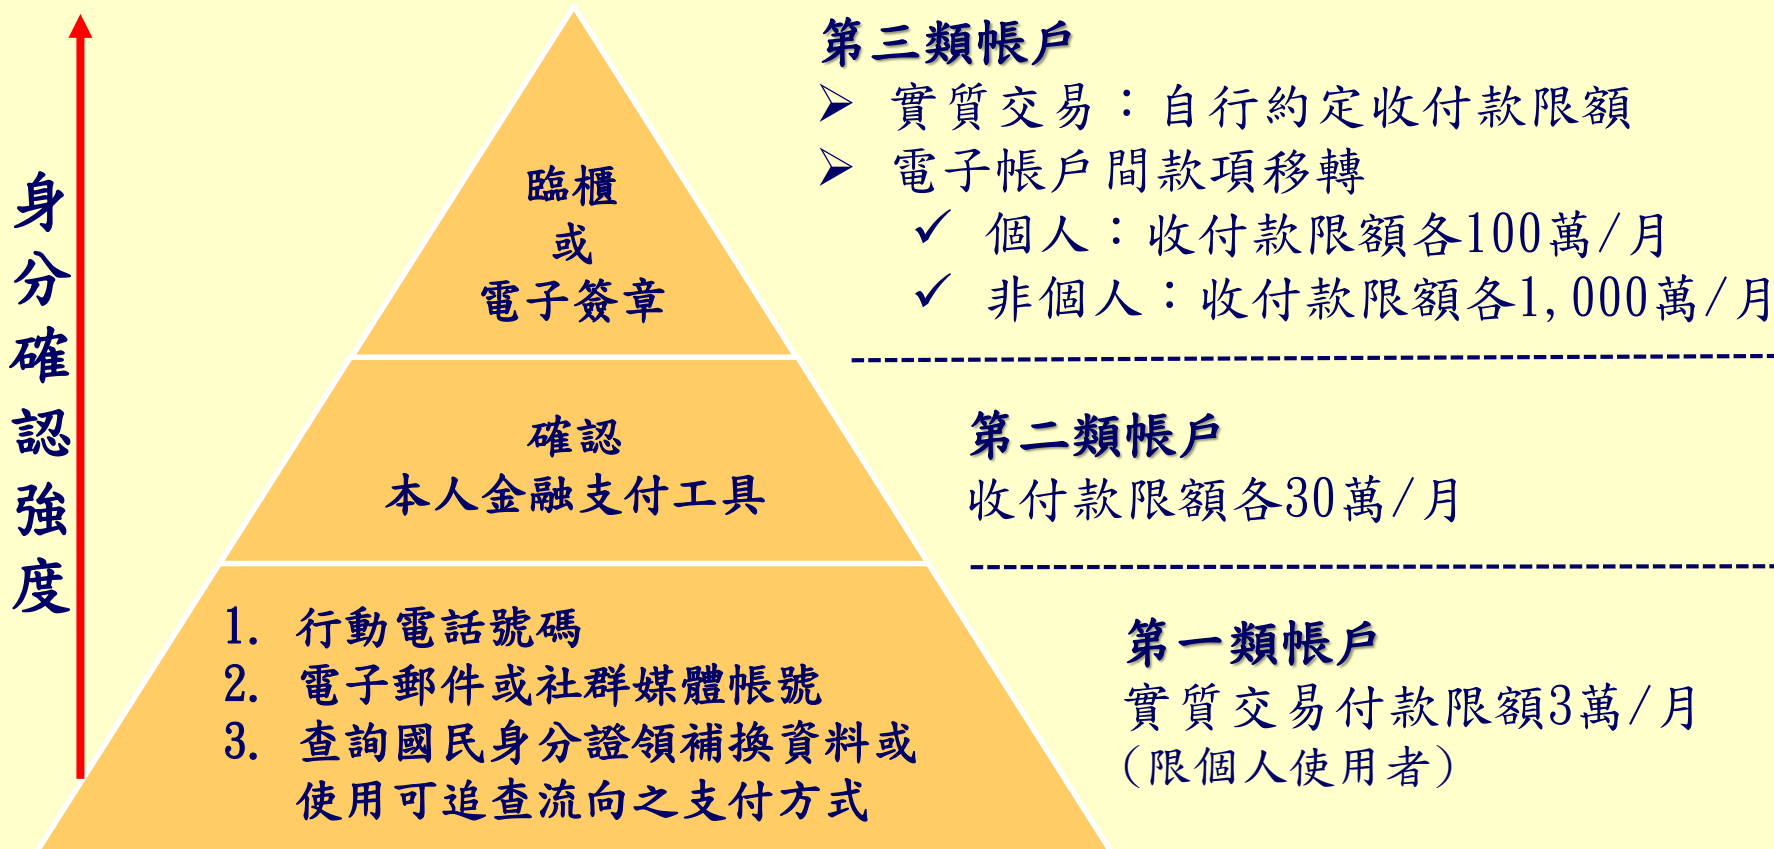 身分確認強度
臨櫃
或
電子簽章
第三類帳戶
➢ 實質交易：自行約定收付款限額
➢ 電子帳戶間款項移轉
✓ 個人：收付款限額各100萬/月
✓ 非個人：收付款限額各1,000萬/月
確認
本人金融支付工具
第二類帳戶
收付款限額各30萬/月
1. 行動電話號碼
2. 電子郵件或社群媒體帳號
3. 查詢國民身分證領補換資料或
使用可追查流向之支付方式
第一類帳戶
實質交易付款限額3萬/月
(限個人使用者)